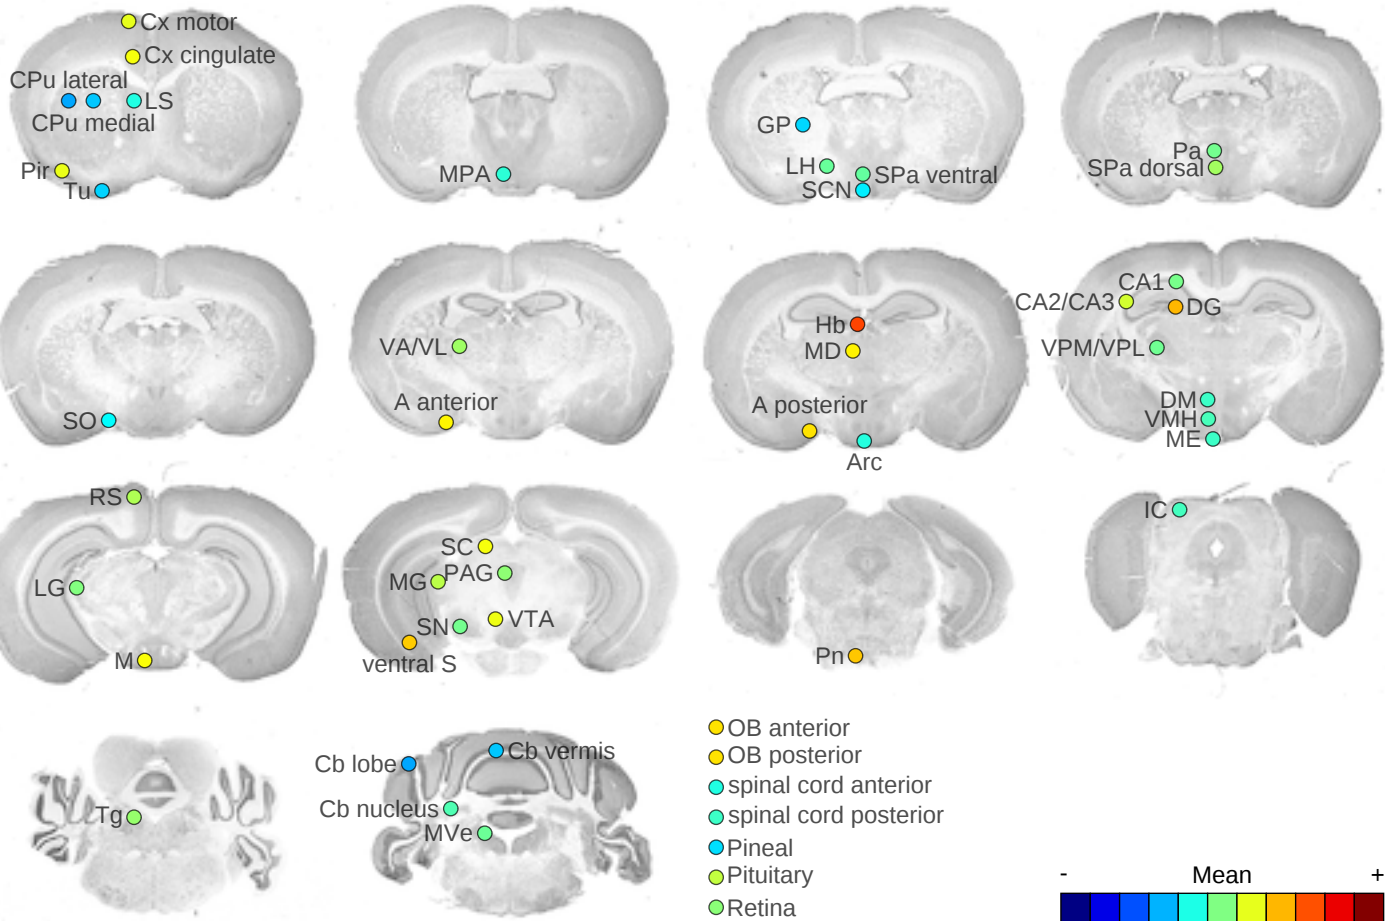 Cx motor
Cx cingulate
CPu lateral
LS
CPu medial
Pir
Tu
MPA
GP
LH
SPa ventral
SCN
Pa
SPa dorsal
SO
VA/VL
A anterior
Hb
MD
A posterior
Arc
CA1
CA2/CA3
DG
VPM/VPL
DM
VMH
ME
RS
LG
M
SC
MG
PAG
SN
VTA
ventral S
Pn
IC
Tg
Cb lobe
Cb vermis
Cb nucleus
MVe
OB anterior
OB posterior
spinal cord anterior
spinal cord posterior
Pineal
Pituitary
Retina
- Mean +